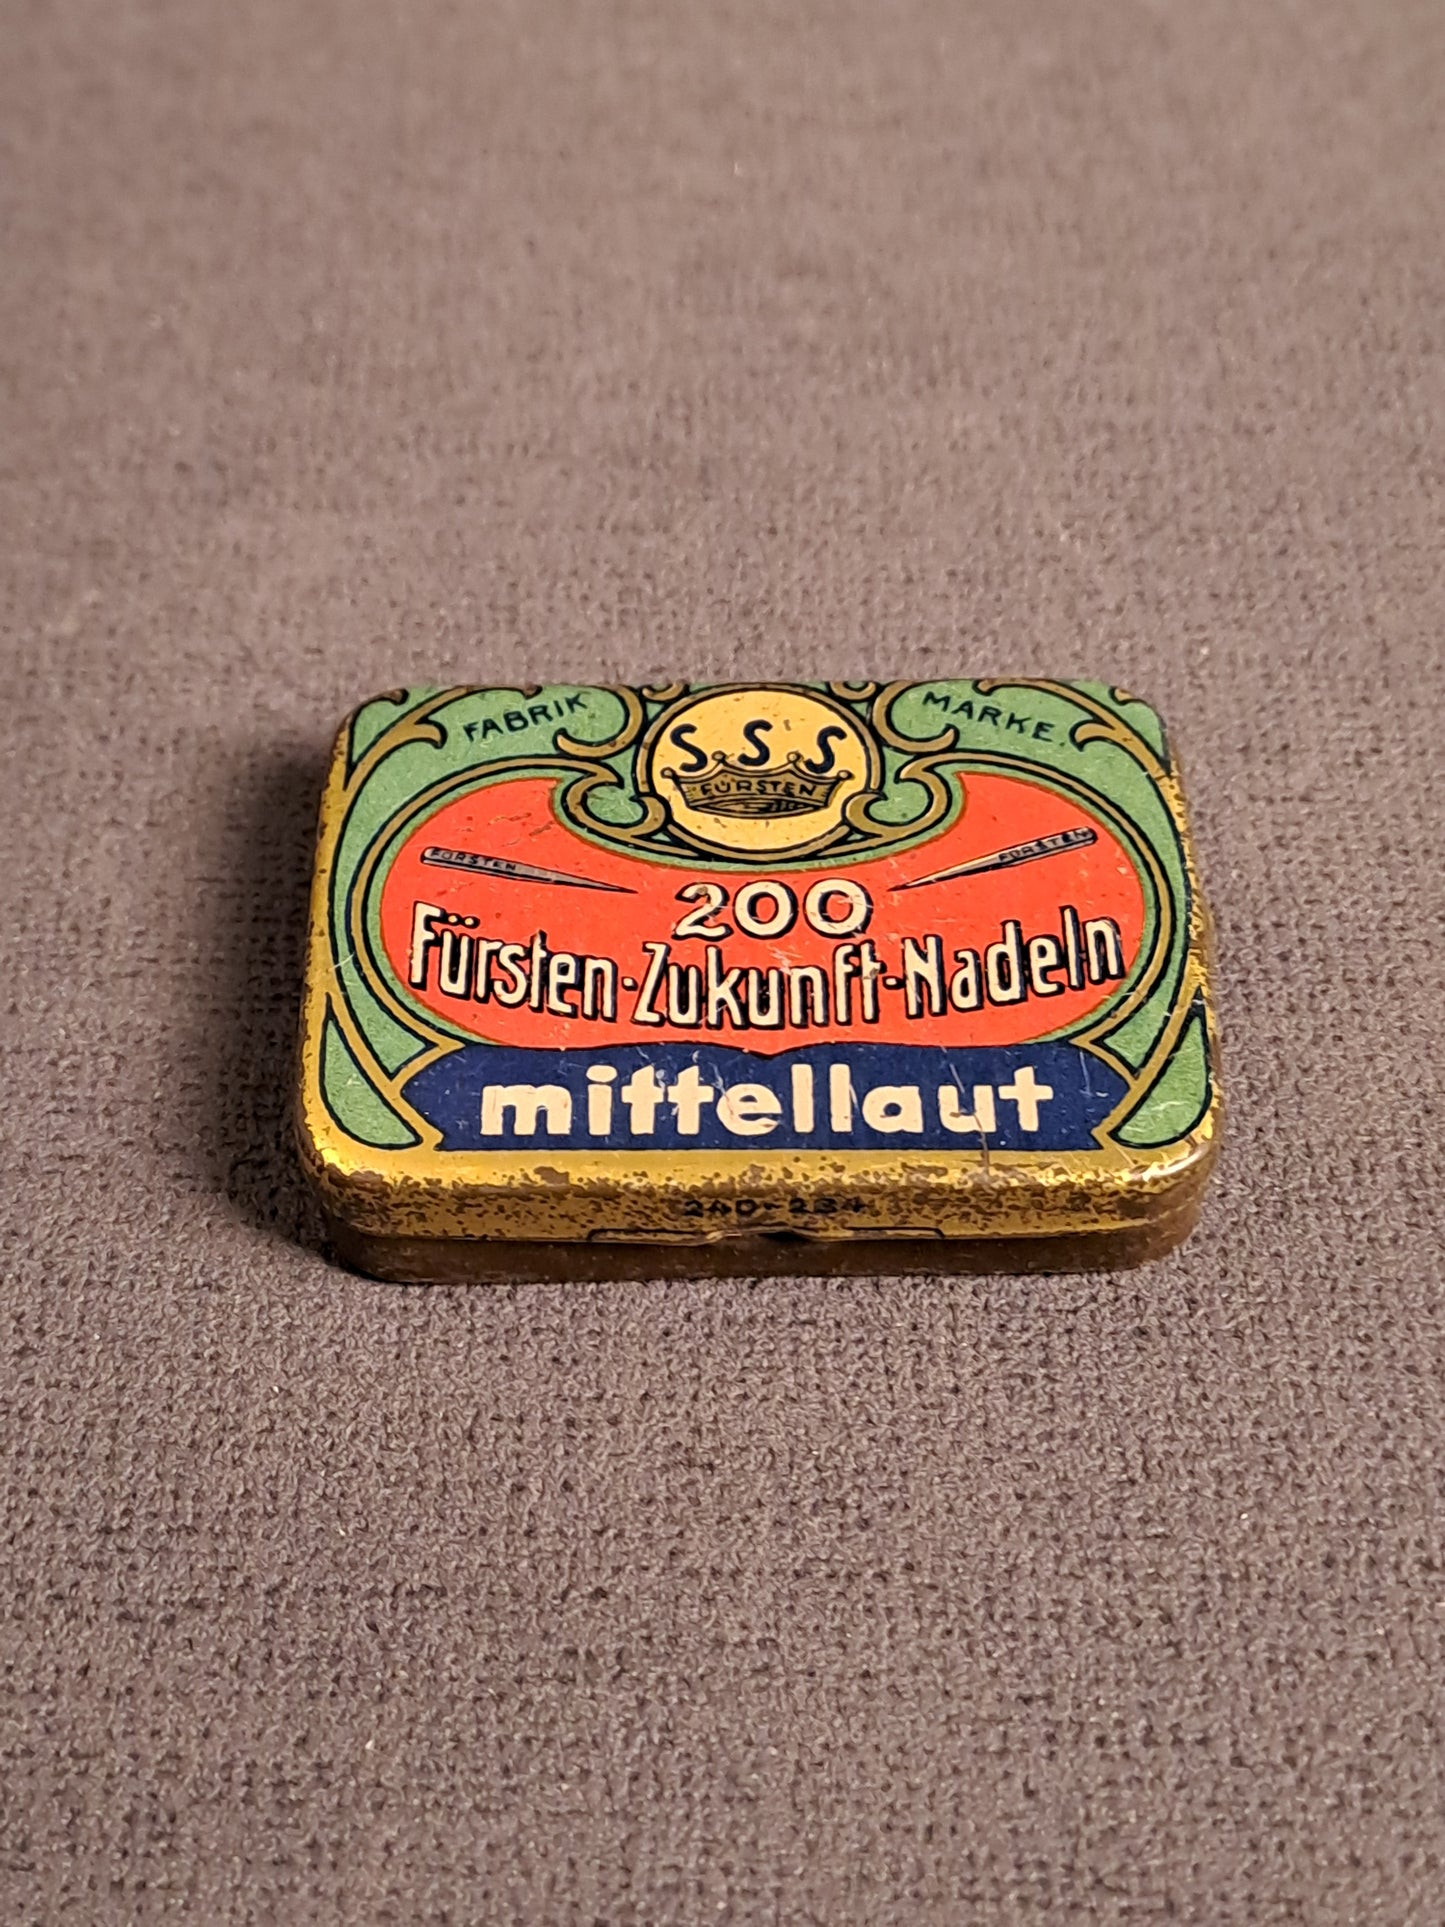 FABRIK
MARKE
S.S.S
FÜRSTEN
FÜRSTEN
FÜRSTEN
200
Fürsten-Zukunft-Nadeln
mittellaut